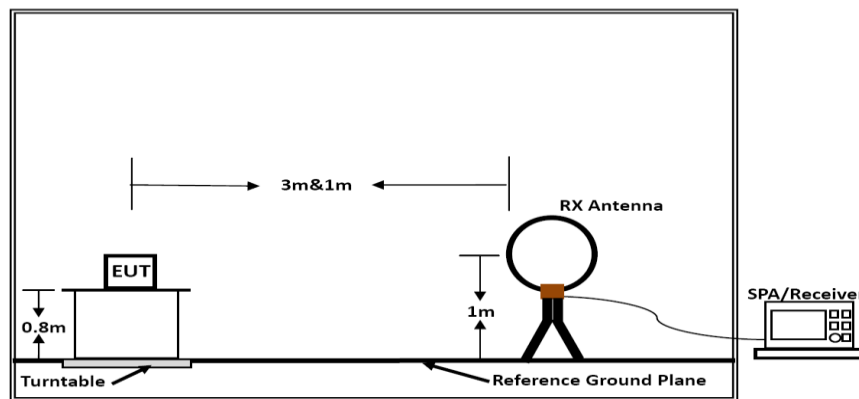 3m&1m
RX Antenna
EUT
0.8m
1m
SPA/Receiver
Turntable
Reference Ground Plane